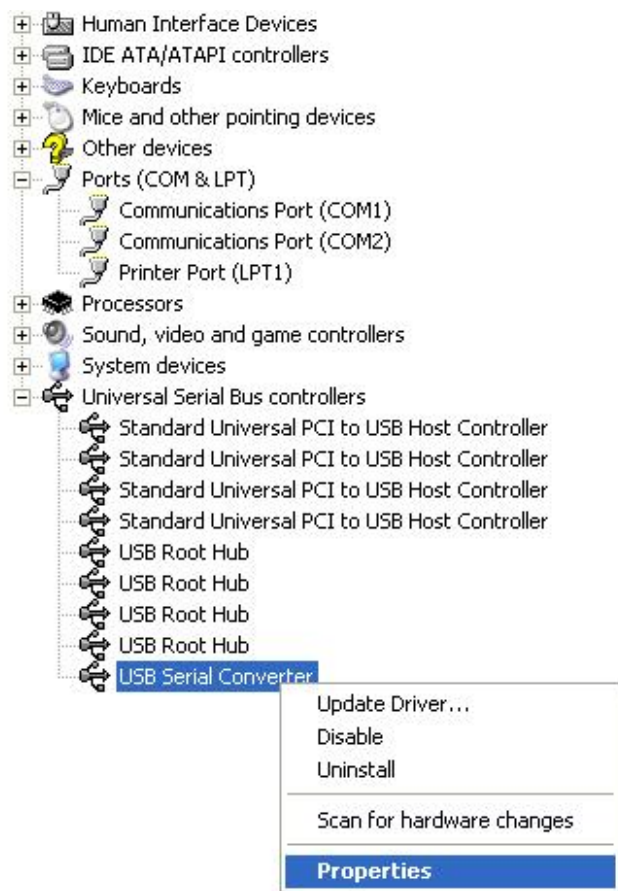 Human Interface Devices
IDE ATA/ATAPI controllers
Keyboards
Mice and other pointing devices
Other devices
Ports (COM & LPT)
Communications Port (COM1)
Communications Port (COM2)
Printer Port (LPT1)
Processors
Sound, video and game controllers
System devices
Universal Serial Bus controllers
Standard Universal PCI to USB Host Controller
Standard Universal PCI to USB Host Controller
Standard Universal PCI to USB Host Controller
Standard Universal PCI to USB Host Controller
USB Root Hub
USB Root Hub
USB Root Hub
USB Root Hub
USB Serial Converter
Update Driver...
Disable
Uninstall
Scan for hardware changes
Properties